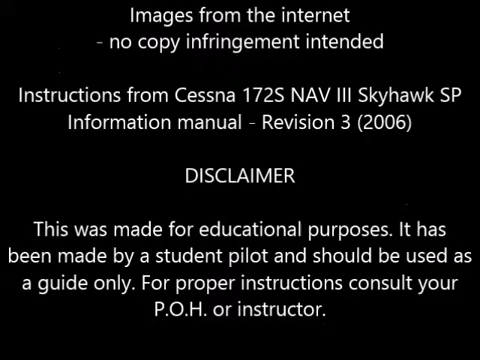 Images from the internet
- no copy infringement intended
Instructions from Cessna 172S NAV III Skyhawk SP
Information manual - Revision 3 (2006)
DISCLAIMER
This was made for educational purposes. It has
been made by a student pilot and should be used as
a guide only. For proper instructions consult your
P.O.H. or instructor.